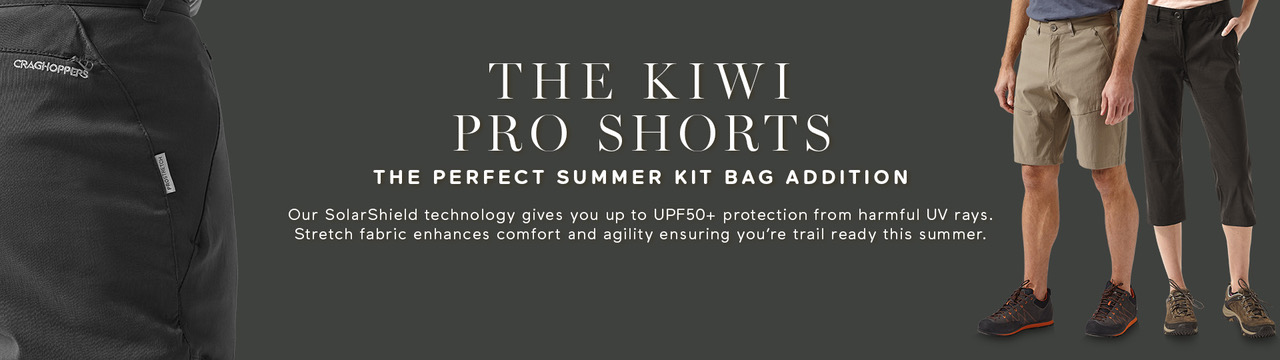 CRAGHOPPERS
THE KIWI
PRO SHORTS
THE PERFECT SUMMER KIT BAG ADDITION
Our SolarShield technology gives you up to UPF50+ protection from harmful UV rays.
Stretch fabric enhances comfort and agility ensuring you're trail ready this summer.